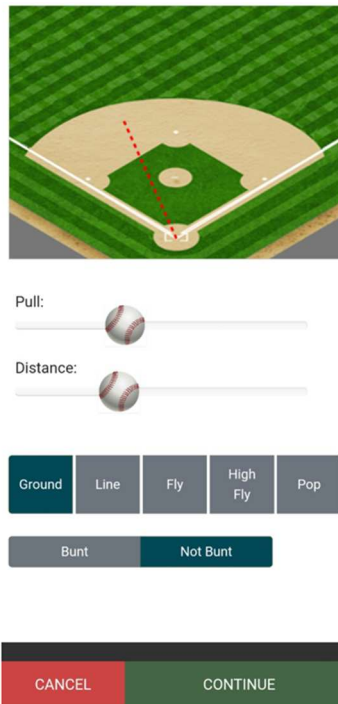 Pull:
Distance:
Ground Line Fly High Fly Pop
Bunt Not Bunt
CANCEL CONTINUE